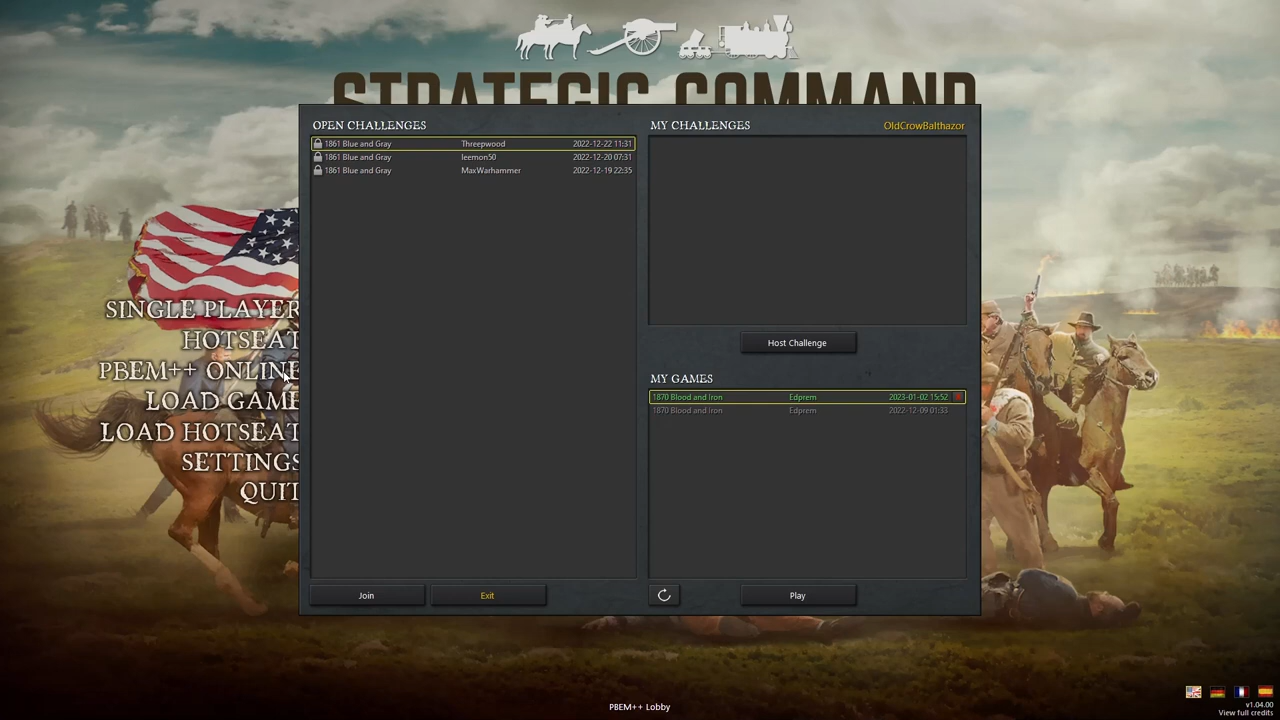 STRATEGIC COMMAND
OPEN CHALLENGES
1861 Blue and Gray Threepwood 2022-12-22 11:31
1861 Blue and Gray leemon50 2022-12-20 07:31
1861 Blue and Gray MaxWarhammer 2022-12-19 22:35
MY CHALLENGES OldCrowBalthazor
Host Challenge
MY GAMES
1870 Blood and Iron Edprem 2023-01-02 15:52
1870 Blood and Iron Edprem 2022-12-09 01:33
SINGLE PLAYER
HOTSEAT
PBEM++ ONLINE
LOAD GAME
LOAD HOTSEAT
SETTINGS
QUIT
Join Exit Play
PBEM++ Lobby
v1.04.00
View full credits